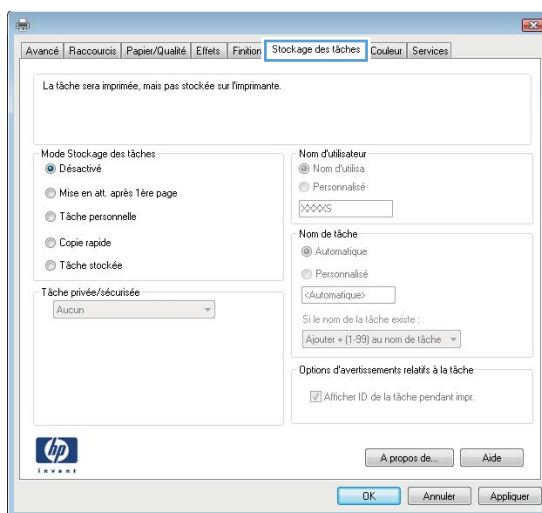 Avancé Raccourcis Papier/Qualité Effets Finition Stockage des tâches Couleur Services
La tâche sera imprimée, mais pas stockée sur l'imprimante.
Mode Stockage des tâches
Désactivé
Mise en att. après 1ère page
Tâche personnelle
Copie rapide
Tâche stockée
Tâche privée/sécurisée
Aucun
Nom d'utilisateur
Nom d'utilisa
Personnalisé
XXXXS
Nom de tâche
Automatique
Personnalisé
<Automatique>
Si le nom de la tâche existe :
Ajouter + (1-99) au nom de tâche
Options d'avertissements relatifs à la tâche
Afficher ID de la tâche pendant impr.
hp
invent
A propos de... Aide
OK Annuler Appliquer